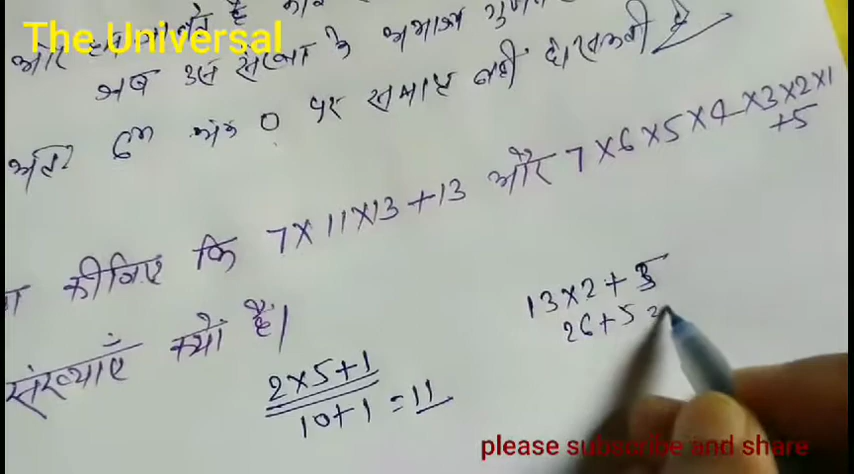 The Universal
अब उस संख्या के अभाज्य
अतः 6ⁿ अंक 0 पर समाप्त नहीं हो सकती है
कीजिए कि 7×11×13+13 और 7×6×5×4×3×2×1
+5
संख्याएँ क्यों हैं।
13×2+5
26+5
2×5+1
10+1 = 11
please subscribe and share